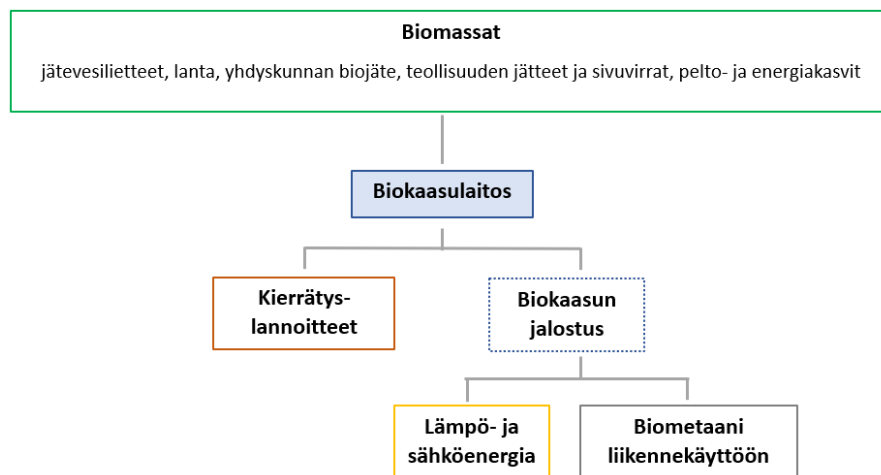 Biomassat
jätevesilietteet, lanta, yhdyskunnan biojäte, teollisuuden jätteet ja sivuvirrat, pelto- ja energiakasvit
Biokaasulaitos
Kierrätys-
lannoitteet
Biokaasun
jalostus
Lämpö- ja
sähköenergia
Biometaani
liikennekäyttöön